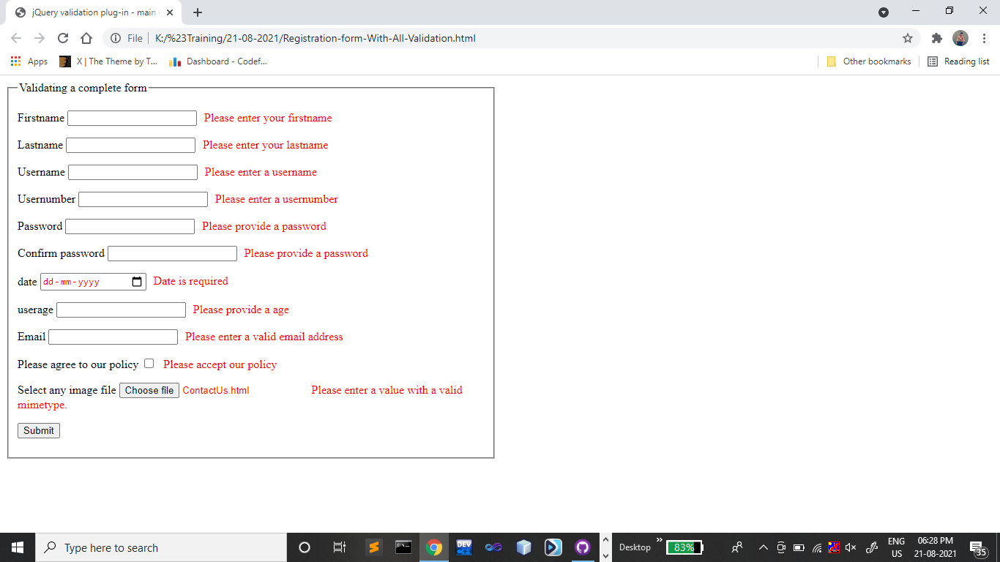 jQuery validation plug-in - main
File K:/%23Training/21-08-2021/Registration-form-With-All-Validation.html
Apps X | The Theme by T... Dashboard - Codef... Other bookmarks Reading list
Validating a complete form
Firstname Please enter your firstname
Lastname Please enter your lastname
Username Please enter a username
Usernumber Please enter a usernumber
Password Please provide a password
Confirm password Please provide a password
date dd-mm-yyyy Date is required
userage Please provide a age
Email Please enter a valid email address
Please agree to our policy Please accept our policy
Select any image file Choose file ContactUs.html Please enter a value with a valid
mimetype.
Submit
Type here to search DEV Desktop 83% ENG 06:28 PM
US 21-08-2021 35